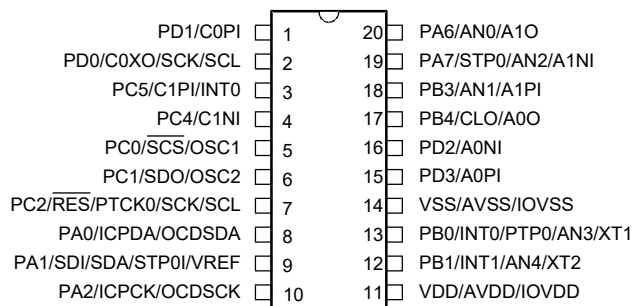 PD1/C0PI 1 20 PA6/AN0/A1O
PD0/C0XO/SCK/SCL 2 19 PA7/STP0/AN2/A1NI
PC5/C1PI/INT0 3 18 PB3/AN1/A1PI
PC4/C1NI 4 17 PB4/CLO/A0O
PC0/SCS/OSC1 5 16 PD2/A0NI
PC1/SDO/OSC2 6 15 PD3/A0PI
PC2/RES/PTCK0/SCK/SCL 7 14 VSS/AVSS/IOVSS
PA0/ICPDA/OCDSDA 8 13 PB0/INT0/PTP0/AN3/XT1
PA1/SDI/SDA/STP0I/VREF 9 12 PB1/INT1/AN4/XT2
PA2/ICPCK/OCDSCK 10 11 VDD/AVDD/IOVDD